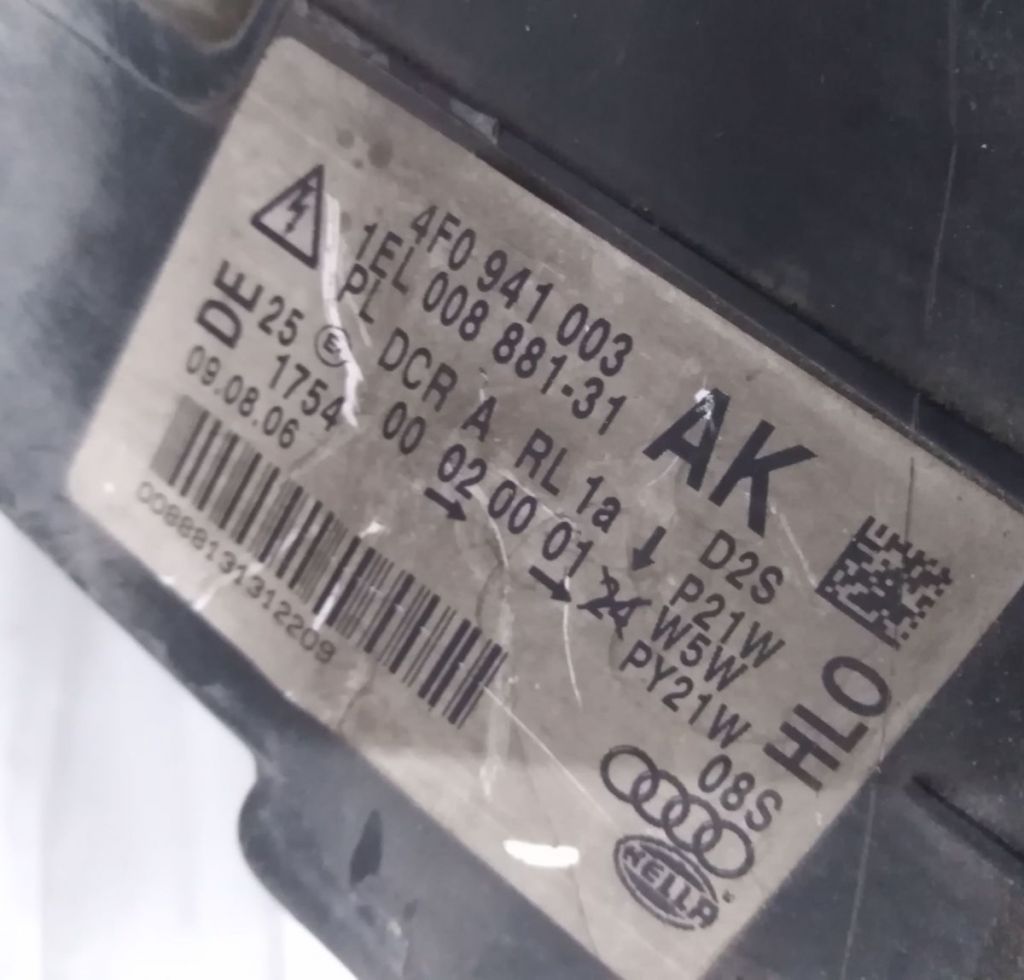 4F0 941 003
1EL 008 881-31
AK
PL DCR A RL 1a
D2S
25 E 1754 00 02 00 01
P21W
24 W5W
PY21W
DE
09.08.06
0088131312209
HLO
08S
HELLA